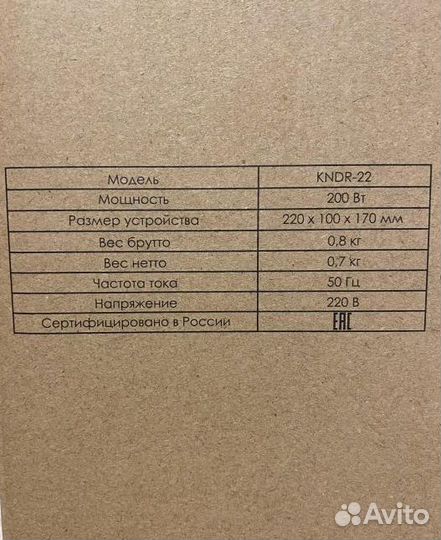 Модель KNDR-22
Мощность 200 Вт
Размер устройства 220 x 100 x 170 мм
Вес брутто 0,8 кг
Вес нетто 0,7 кг
Частота тока 50 Гц
Напряжение 220 В
Сертифицировано в России EAC
Avito